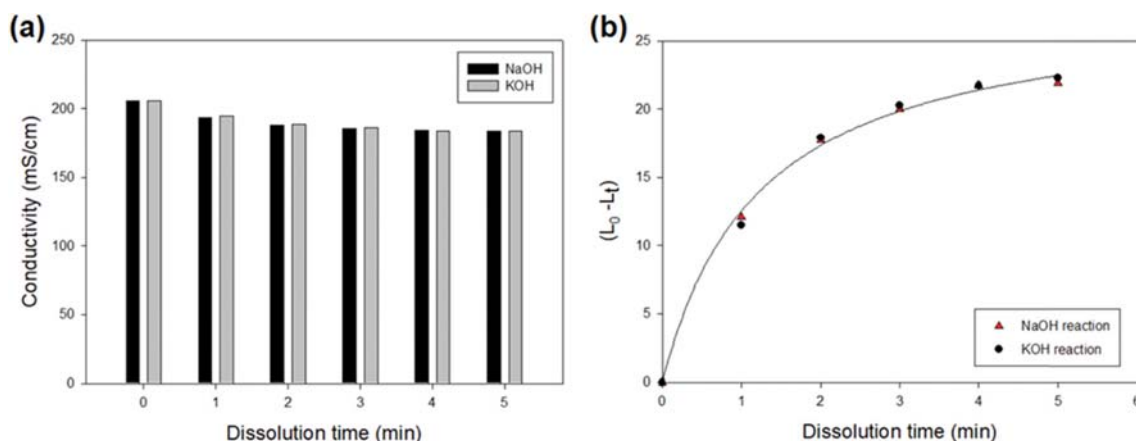 (a)
250
200
150
100
50
0
Conductivity (mS/cm)
NaOH
KOH
0 1 2 3 4 5
Dissolution time (min)
(b)
25
20
15
10
5
0
(L0 -Lt)
NaOH reaction
KOH reaction
0 1 2 3 4 5 6
Dissolution time (min)